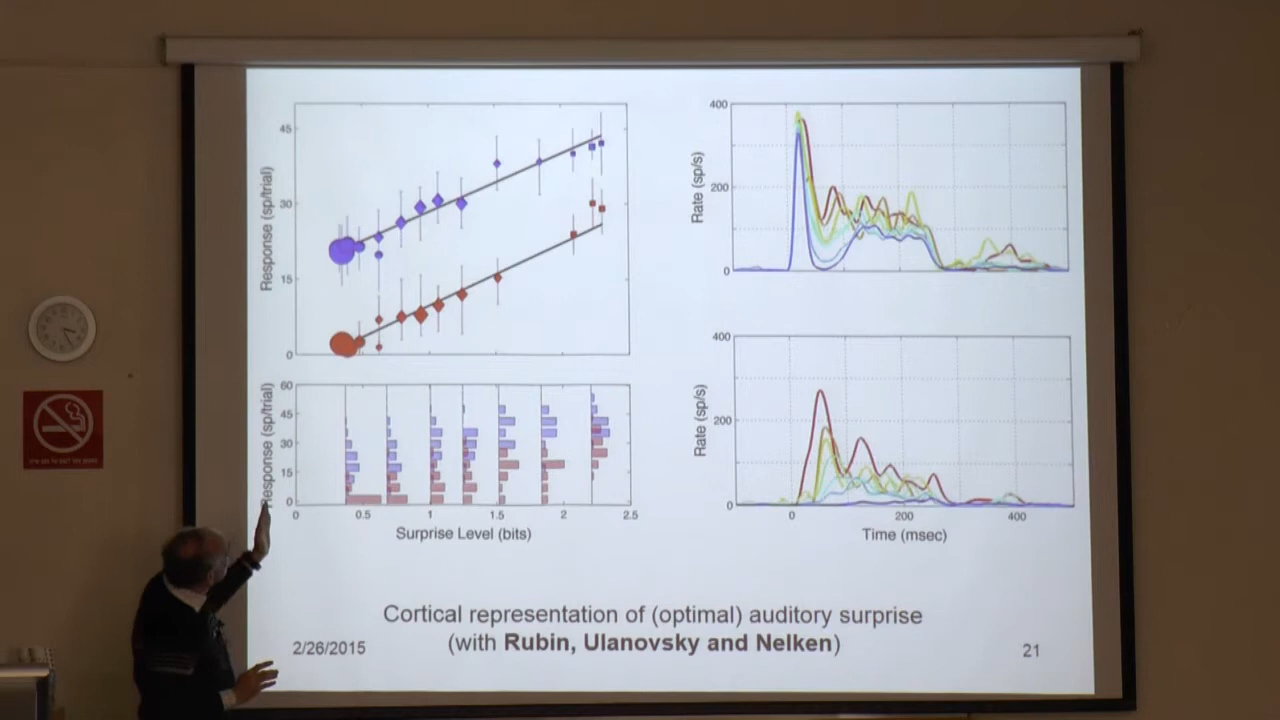 45
30
15
0
Response (sp/trial)
400
200
0
Rate (sp/s)
60
45
30
15
0
Response (sp/trial)
0 0.5 1 1.5 2 2.5
Surprise Level (bits)
400
200
0
Rate (sp/s)
0 200 400
Time (msec)
Cortical representation of (optimal) auditory surprise
(with Rubin, Ulanovsky and Nelken)
2/26/2015
21